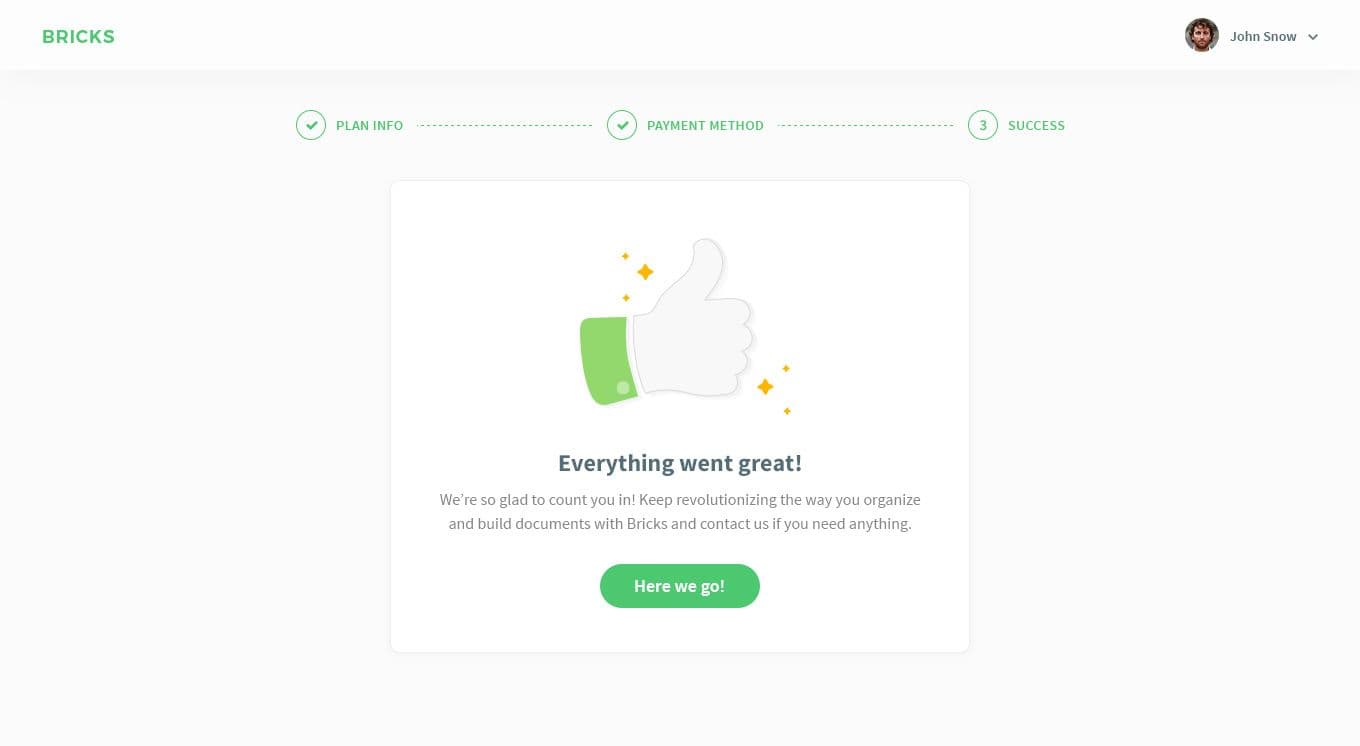 BRICKS
John Snow
PLAN INFO
PAYMENT METHOD
3 SUCCESS
Everything went great!
We’re so glad to count you in! Keep revolutionizing the way you organize
and build documents with Bricks and contact us if you need anything.
Here we go!